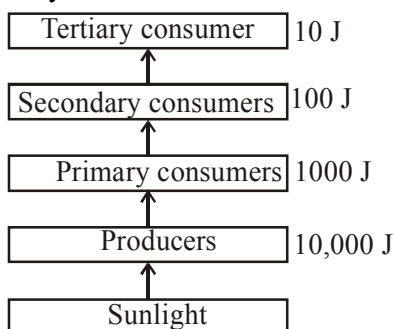 Tertiary consumer 10 J
Secondary consumers 100 J
Primary consumers 1000 J
Producers 10,000 J
Sunlight